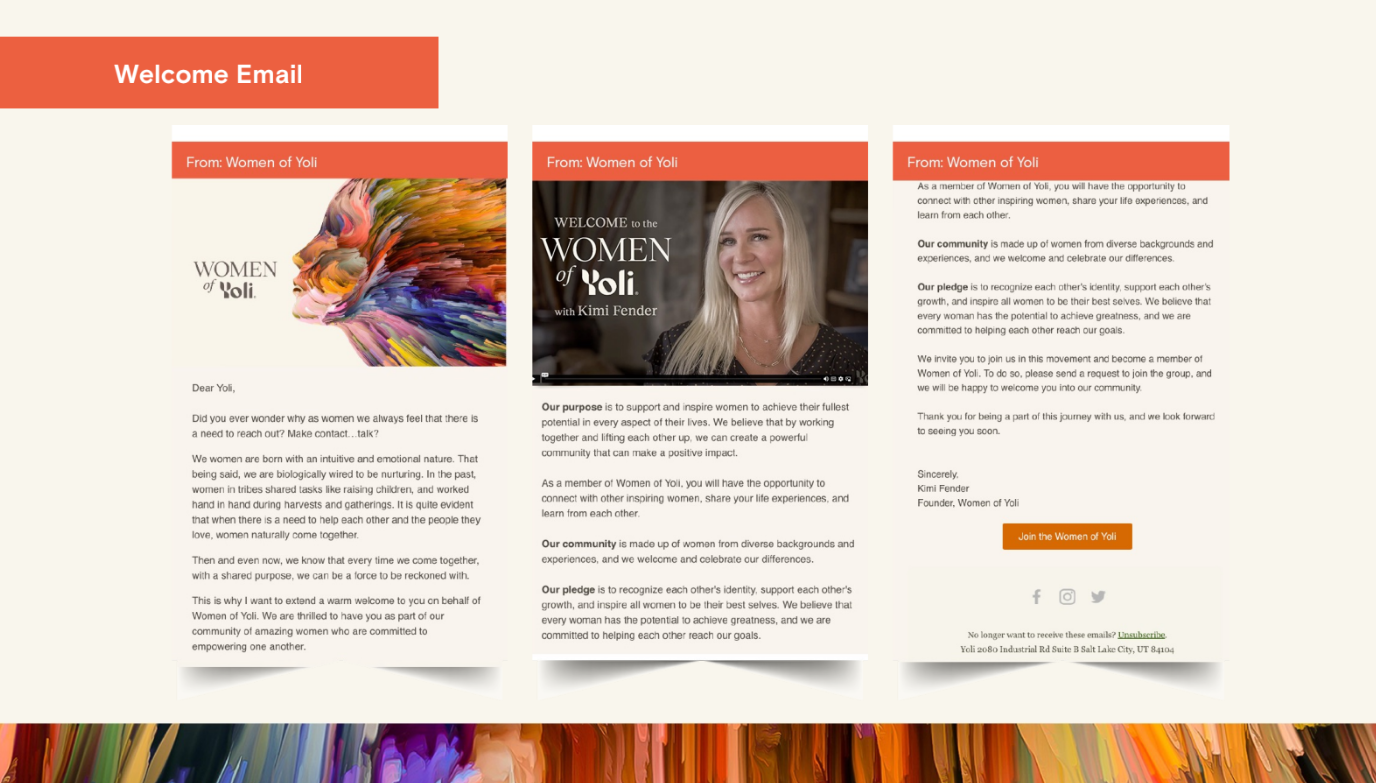 Welcome Email
From: Women of Yoli
WOMEN
of Yoli.
Dear Yoli,
Did you ever wonder why as women we always feel that there is
a need to reach out? Make contact…talk?
We women are born with an intuitive and emotional nature. That
being said, we are biologically wired to be nurturing. In the past,
women in tribes shared tasks like raising children, and worked
hand in hand during harvests and gatherings. It is quite evident
that when there is a need to help each other and the people they
love, women naturally come together.
Then and even now, we know that every time we come together,
with a shared purpose, we can be a force to be reckoned with.
This is why I want to extend a warm welcome to you on behalf of
Women of Yoli. We are thrilled to have you as part of our
community of amazing women who are committed to
empowering one another.
From: Women of Yoli
WELCOME to the
WOMEN
of Yoli.
with Kimi Fender
Our purpose is to support and inspire women to achieve their fullest
potential in every aspect of their lives. We believe that by working
together and lifting each other up, we can create a powerful
community that can make a positive impact.
As a member of Women of Yoli, you will have the opportunity to
connect with other inspiring women, share your life experiences, and
learn from each other.
Our community is made up of women from diverse backgrounds and
experiences, and we welcome and celebrate our differences.
Our pledge is to recognize each other's identity, support each other's
growth, and inspire all women to be their best selves. We believe that
every woman has the potential to achieve greatness, and we are
committed to helping each other reach our goals.
From: Women of Yoli
As a member of Women of Yoli, you will have the opportunity to
connect with other inspiring women, share your life experiences, and
learn from each other.
Our community is made up of women from diverse backgrounds and
experiences, and we welcome and celebrate our differences.
Our pledge is to recognize each other's identity, support each other's
growth, and inspire all women to be their best selves. We believe that
every woman has the potential to achieve greatness, and we are
committed to helping each other reach our goals.
We invite you to join us in this movement and become a member of
Women of Yoli. To do so, please send a request to join the group, and
we will be happy to welcome you into our community.
Thank you for being a part of this journey with us, and we look forward
to seeing you soon.
Sincerely,
Kimi Fender
Founder, Women of Yoli
Join the Women of Yoli
No longer want to receive these emails? Unsubscribe.
Yoli 2080 Industrial Rd Suite B Salt Lake City, UT 84104